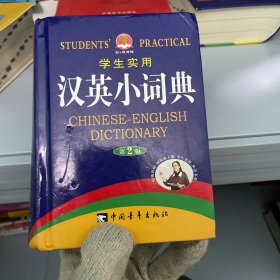 STUDENTS' PRACTICAL
学生实用
汉英小词典
CHINESE-ENGLISH
DICTIONARY
第2版
中国青年出版社